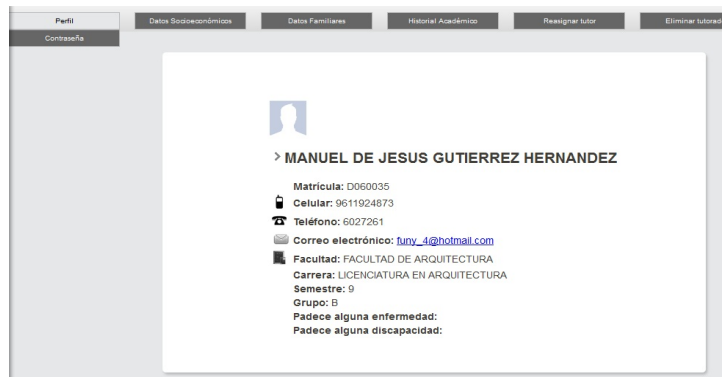 Perfil
Datos Socioeconómicos
Datos Familiares
Historial Académico
Reasignar tutor
Eliminar tutorado
Contraseña
MANUEL DE JESUS GUTIERREZ HERNANDEZ
Matrícula: D060035
Celular: 9611924873
Teléfono: 6027261
Correo electrónico: funy_4@hotmail.com
Facultad: FACULTAD DE ARQUITECTURA
Carrera: LICENCIATURA EN ARQUITECTURA
Semestre: 9
Grupo: B
Padece alguna enfermedad:
Padece alguna discapacidad: